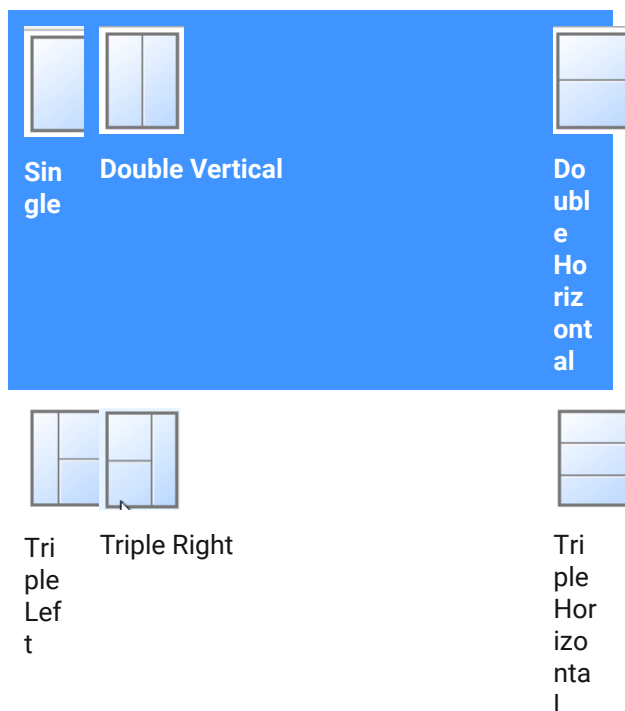 Sin
gle
Double Vertical
Do
ubl
e
Ho
riz
ont
al
Tri
ple
Lef
t
Triple Right
Tri
ple
Hor
izo
nta
l